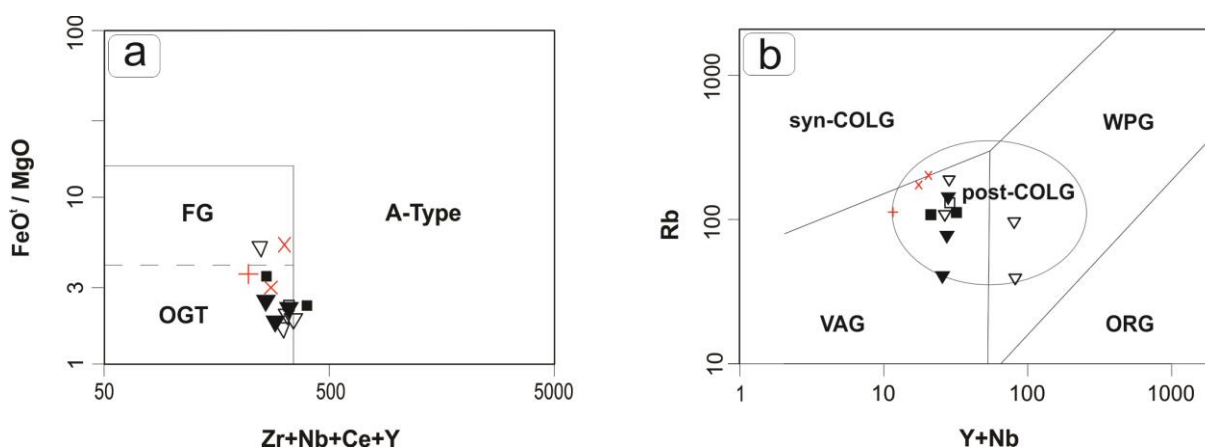 a
100
10
3
1
FeOᵗ / MgO
FG
A-Type
OGT
50
500
5000
Zr+Nb+Ce+Y
b
1000
100
10
Rb
syn-COLG
WPG
post-COLG
VAG
ORG
1
10
100
1000
Y+Nb